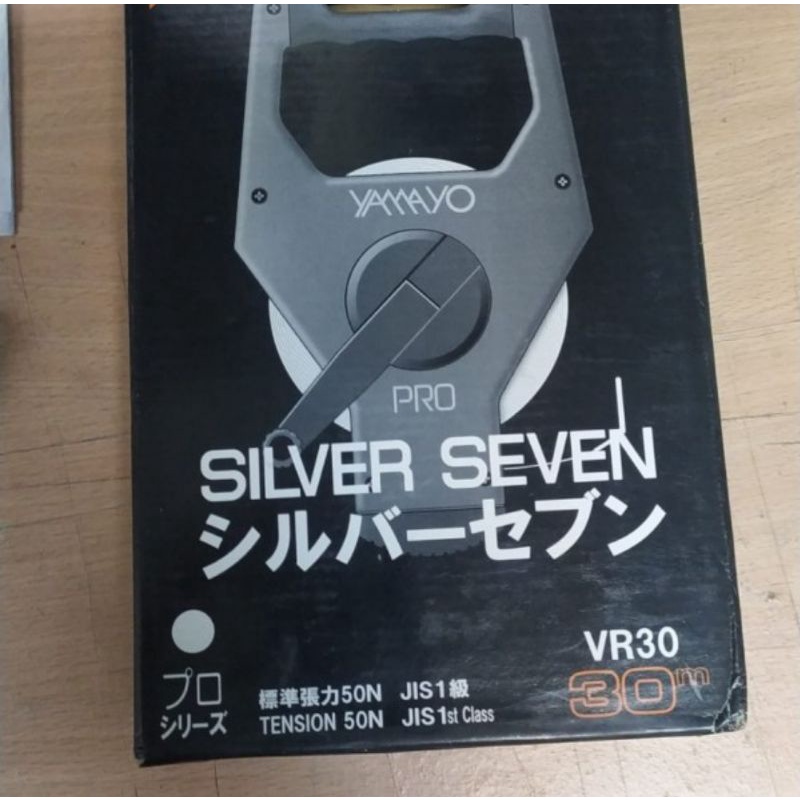 YAMAYO
PRO
SILVER SEVEN
シルバーセブン
VR30
30m
プロ
シリーズ
標準張力50N JIS1級
TENSION 50N JIS1st Class